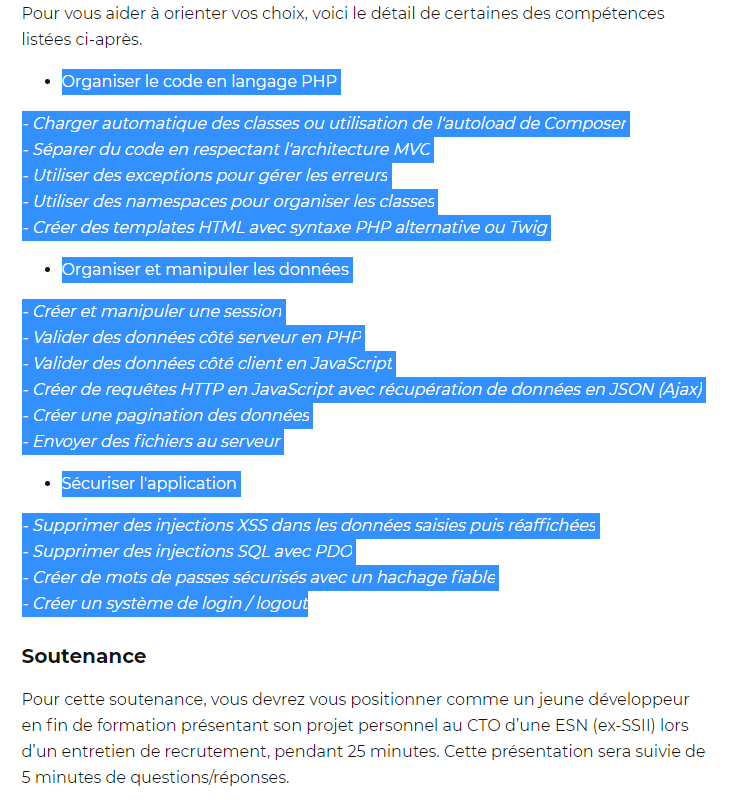 Pour vous aider à orienter vos choix, voici le détail de certaines des compétences
listées ci-après.
• Organiser le code en langage PHP
- Charger automatique des classes ou utilisation de l'autoload de Composer
- Séparer du code en respectant l'architecture MVC
- Utiliser des exceptions pour gérer les erreurs
- Utiliser des namespaces pour organiser les classes
- Créer des templates HTML avec syntaxe PHP alternative ou Twig
• Organiser et manipuler les données
- Créer et manipuler une session
- Valider des données côté serveur en PHP
- Valider des données côté client en JavaScript
- Créer de requêtes HTTP en JavaScript avec récupération de données en JSON (Ajax)
- Créer une pagination des données
- Envoyer des fichiers au serveur
• Sécuriser l'application
- Supprimer des injections XSS dans les données saisies puis réaffichées
- Supprimer des injections SQL avec PDO
- Créer de mots de passes sécurisés avec un hachage fiable
- Créer un système de login / logout
Soutenance
Pour cette soutenance, vous devrez vous positionner comme un jeune développeur
en fin de formation présentant son projet personnel au CTO d’une ESN (ex-SSII) lors
d’un entretien de recrutement, pendant 25 minutes. Cette présentation sera suivie de
5 minutes de questions/réponses.